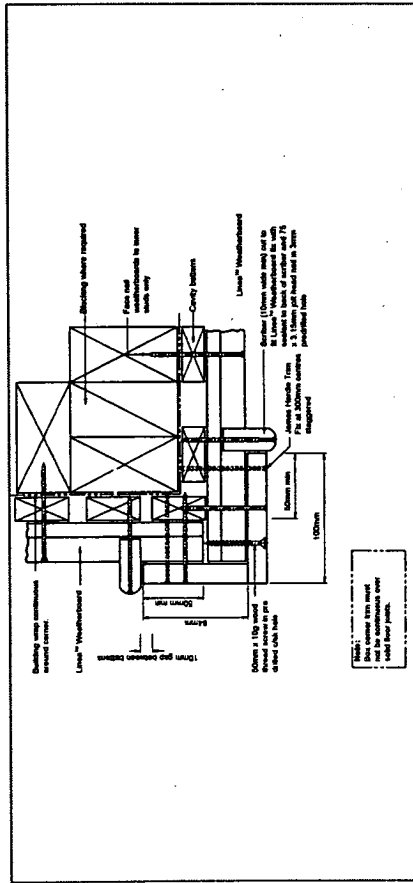 Building wrap continuous
around corner.
Linea™ Weatherboard
10mm gap between battens
Blocking where required
Face nail
weatherboards to inner
studs only
Cavity battens
Linea™ Weatherboard
Scriber (10mm wide min) cut to
fit Linea™ Weatherboard fix with
sealant to back of scriber and 75
x 3.15mm jolt head nail in 3mm
predrilled hole
James Hardie Trim
Fix at 300mm centres
staggered
50mm min
100mm
50mm min
84mm
50mm x 10g wood
thread screw in pre
drilled c/sk hole
Note:
Box corner trim must
not be continuous over
solid floor joists.